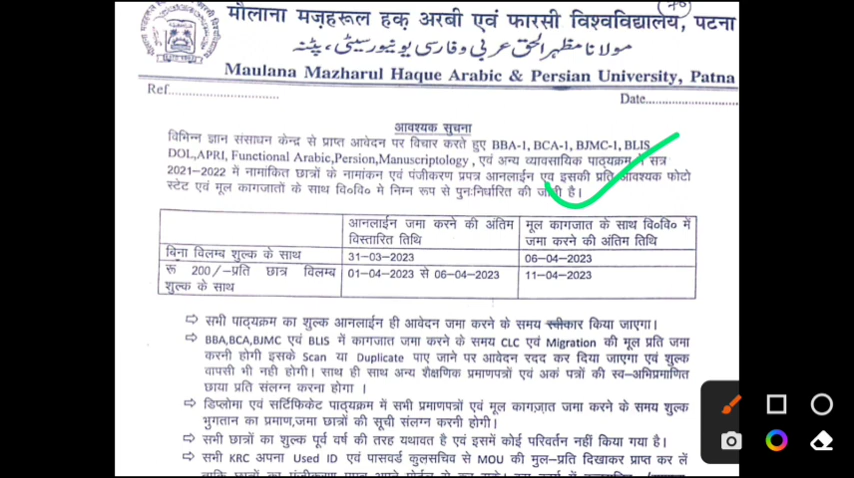 मौलाना मज़हरूल हक़ अरबी एवं फारसी विश्वविद्यालय, पटना
مولانا مظہر الحق عربی و فارسی یونیورسیٹی، پٹنہ
Maulana Mazharul Haque Arabic & Persian University, Patna
Ref............................... Date.........................
आवश्यक सुचना
विभिन्न ज्ञान संसाधन केन्द्र से प्राप्त आवेदन पर विचार करते हुए BBA-1, BCA-1, BJMC-1, BLIS
DOL,APRI, Functional Arabic,Persion,Manuscriptology, एवं अन्य व्यावसायिक पाठ्यक्रम सत्र
2021-2022 में नामांकित छात्रों के नामांकन एवं पंजीकरण प्रपत्र आनलाईन एवं इसकी प्रति आवश्यक फोटो
स्टेट एवं मूल कागजातों के साथ वि०वि० मे निम्न रूप से पुनःनिर्धारित की जाती है।
आनलाईन जमा करने की अंतिम विस्तारित तिथि
मूल कागजात के साथ वि०वि० में जमा करने की अंतिम तिथि
बिना विलम्ब शुल्क के साथ 31-03-2023 06-04-2023
रू 200/-प्रति छात्र विलम्ब शुल्क के साथ 01-04-2023 से 06-04-2023 11-04-2023
⇨ सभी पाठ्यक्रम का शुल्क आनलाईन ही आवेदन जमा करने के समय स्वीकार किया जाएगा।
⇨ BBA,BCA,BJMC एवं BLIS में कागजात जमा करने के समय CLC एवं Migration की मूल प्रति जमा
करनी होगी इसके Scan या Duplicate पाए जाने पर आवेदन रदद कर दिया जाएगा एवं शुल्क
वापसी भी नही होगी। साथ ही साथ अन्य शैक्षणिक प्रमाणपत्रों एवं अकं पत्रों की स्व-अभिप्रमाणित
छाया प्रति संलग्न करना होगा ।
⇨ डिप्लोमा एवं सर्टिफिकेट पाठ्यक्रम में सभी प्रमाणपत्रों एवं मूल कागज़ात जमा करने के समय शुल्क
भुगतान का प्रमाण,जमा छात्रों की सूची संलग्न करनी होगी।
⇨ सभी छात्रों का शुल्क पूर्व वर्ष की तरह यथावत है एवं इसमें कोई परिवर्तन नहीं किया गया है।
⇨ सभी KRC अपना Used ID एवं पासवर्ड कुलसचिव से MOU की मुल-प्रति दिखाकर प्राप्त कर लें